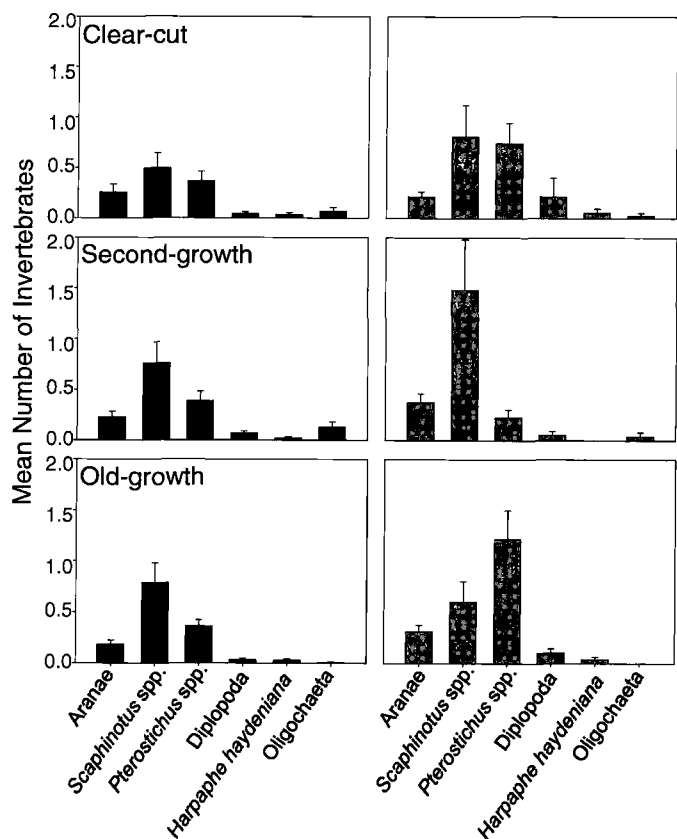 Mean Number of Invertebrates
2.0
Clear-cut
1.5
1.0
0.5
0.0
2.0
Second-growth
1.5
1.0
0.5
0.0
2.0
Old-growth
1.5
1.0
0.5
0.0
Aranae
Scaphinotus spp.
Pterostichus spp.
Diplopoda
Harpaphe haydeniana
Oligochaeta
Aranae
Scaphinotus spp.
Pterostichus spp.
Diplopoda
Harpaphe haydeniana
Oligochaeta